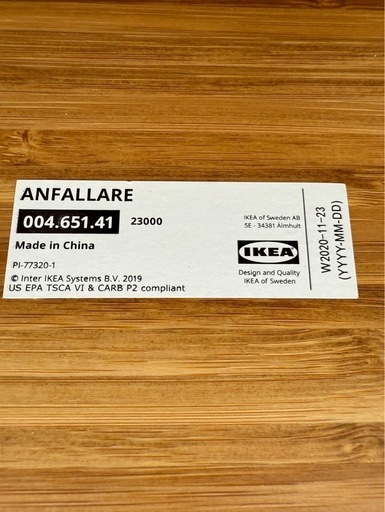 ANFALLARE
004.651.41 23000
Made in China
PI-77320-1
© Inter IKEA Systems B.V. 2019
US EPA TSCA VI & CARB P2 compliant
IKEA of Sweden AB
SE - 34381 Älmhult
IKEA
Design and Quality
IKEA of Sweden
W2020-11-23
(YYYY-MM-DD)